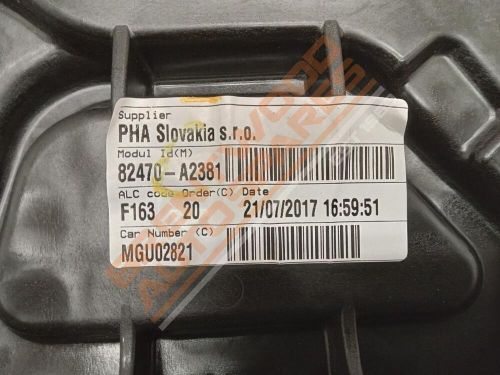 Supplier
PHA Slovakia s.r.o.
Modul Id(M)
82470-A2381
ALC code Order(C) Date
F163 20 21/07/2017 16:59:51
Car Number (C)
MGU02821